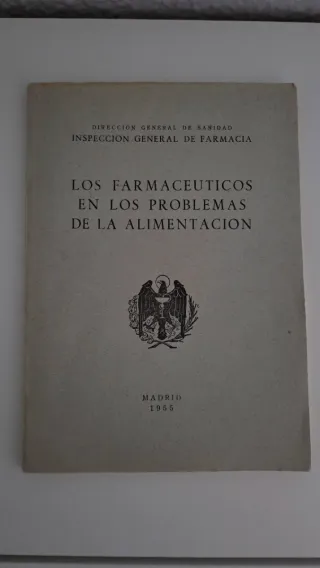 DIRECCION GENERAL DE SANIDAD
INSPECCION GENERAL DE FARMACIA
LOS FARMACEUTICOS
EN LOS PROBLEMAS
DE LA ALIMENTACION
MADRID
1955